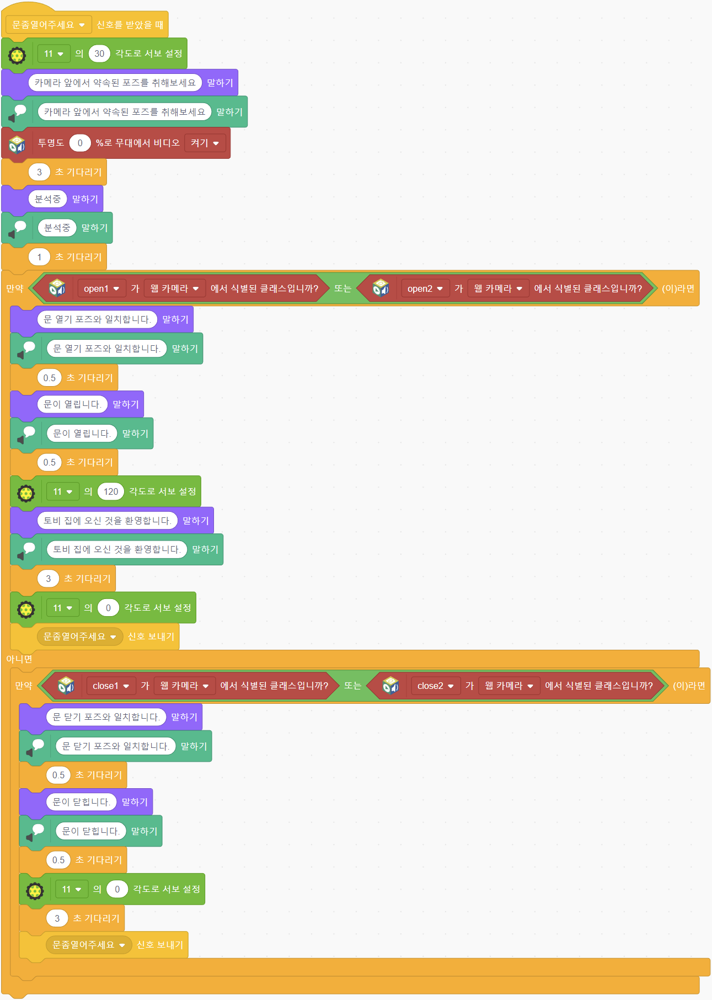 문좀열어주세요 신호를 받았을 때
11 의 30 각도로 서보 설정
카메라 앞에서 약속된 포즈를 취해보세요 말하기
카메라 앞에서 약속된 포즈를 취해보세요 말하기
투명도 0 %로 무대에서 비디오 켜기
3 초 기다리기
분석중 말하기
분석중 말하기
1 초 기다리기
만약 open1 가 웹 카메라 에서 식별된 클래스입니까? 또는 open2 가 웹 카메라 에서 식별된 클래스입니까? (이)라면
문 열기 포즈와 일치합니다. 말하기
문 열기 포즈와 일치합니다. 말하기
0.5 초 기다리기
문이 열립니다. 말하기
문이 열립니다. 말하기
0.5 초 기다리기
11 의 120 각도로 서보 설정
토비 집에 오신 것을 환영합니다. 말하기
토비 집에 오신 것을 환영합니다. 말하기
3 초 기다리기
11 의 0 각도로 서보 설정
문좀열어주세요 신호 보내기
아니면
만약 close1 가 웹 카메라 에서 식별된 클래스입니까? 또는 close2 가 웹 카메라 에서 식별된 클래스입니까? (이)라면
문 닫기 포즈와 일치합니다. 말하기
문 닫기 포즈와 일치합니다. 말하기
0.5 초 기다리기
문이 닫힙니다. 말하기
문이 닫힙니다. 말하기
0.5 초 기다리기
11 의 0 각도로 서보 설정
3 초 기다리기
문좀열어주세요 신호 보내기